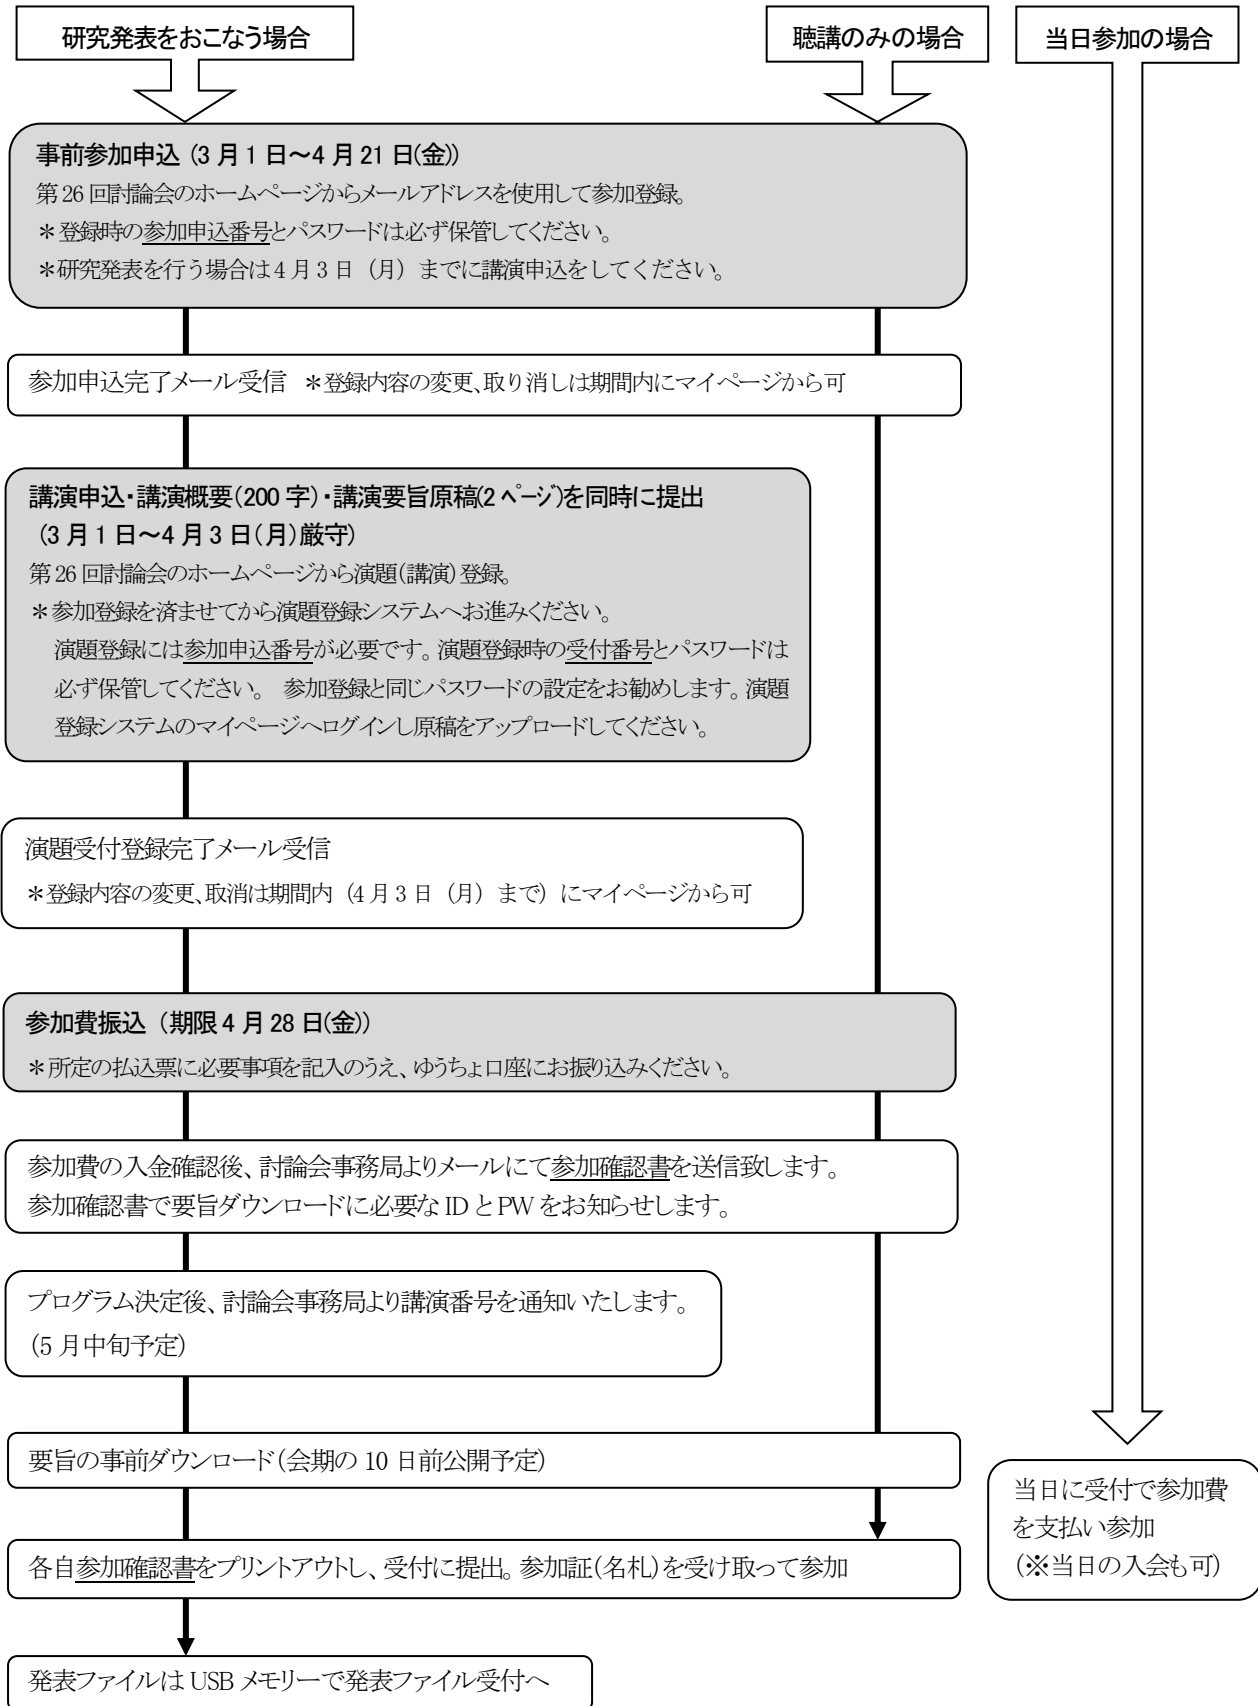 研究発表をおこなう場合
聴講のみの場合
当日参加の場合
事前参加申込 (3月1日～4月21日(金))
第26回討論会のホームページからメールアドレスを使用して参加登録。
＊登録時の参加申込番号とパスワードは必ず保管してください。
＊研究発表を行う場合は4月3日（月）までに講演申込をしてください。
参加申込完了メール受信　＊登録内容の変更、取り消しは期間内にマイページから可
講演申込・講演概要(200字)・講演要旨原稿(2ページ)を同時に提出
(3月1日～4月3日(月)厳守)
第26回討論会のホームページから演題(講演)登録。
＊参加登録を済ませてから演題登録システムへお進みください。
演題登録には参加申込番号が必要です。演題登録時の受付番号とパスワードは
必ず保管してください。　参加登録と同じパスワードの設定をお勧めします。演題
登録システムのマイページへログインし原稿をアップロードしてください。
演題受付登録完了メール受信
＊登録内容の変更、取消は期間内（4月3日（月）まで）にマイページから可
参加費振込（期限4月28日(金))
＊所定の払込票に必要事項を記入のうえ、ゆうちょ口座にお振り込みください。
参加費の入金確認後、討論会事務局よりメールにて参加確認書を送信致します。
参加確認書で要旨ダウンロードに必要なIDとPWをお知らせします。
プログラム決定後、討論会事務局より講演番号を通知いたします。
(5月中旬予定)
要旨の事前ダウンロード(会期の10日前公開予定)
当日に受付で参加費
を支払い参加
(※当日の入会も可)
各自参加確認書をプリントアウトし、受付に提出。参加証(名札)を受け取って参加
発表ファイルはUSBメモリーで発表ファイル受付へ